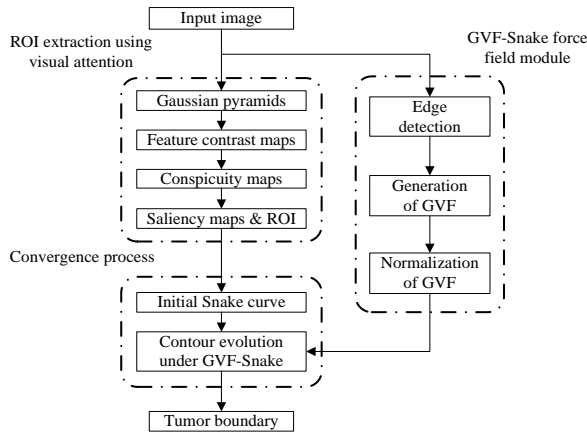 Input image
ROI extraction using
visual attention
GVF-Snake force
field module
Gaussian pyramids
Feature contrast maps
Conspicuity maps
Saliency maps & ROI
Edge
detection
Generation
of GVF
Normalization
of GVF
Convergence process
Initial Snake curve
Contour evolution
under GVF-Snake
Tumor boundary